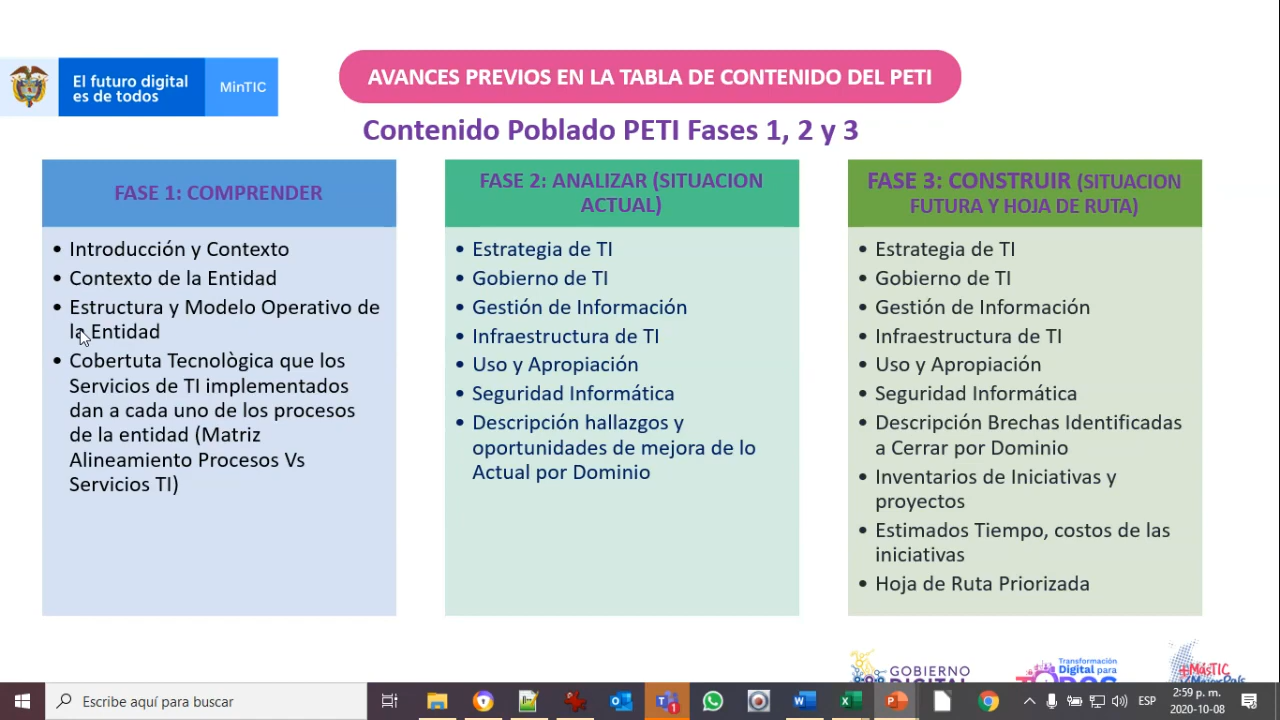 El futuro digital
es de todos
MinTIC
AVANCES PREVIOS EN LA TABLA DE CONTENIDO DEL PETI
Contenido Poblado PETI Fases 1, 2 y 3
FASE 1: COMPRENDER
• Introducción y Contexto
• Contexto de la Entidad
• Estructura y Modelo Operativo de
la Entidad
• Cobertuta Tecnològica que los
Servicios de TI implementados
dan a cada uno de los procesos
de la entidad (Matriz
Alineamiento Procesos Vs
Servicios TI)
FASE 2: ANALIZAR (SITUACION
ACTUAL)
• Estrategia de TI
• Gobierno de TI
• Gestión de Información
• Infraestructura de TI
• Uso y Apropiación
• Seguridad Informática
• Descripción hallazgos y
oportunidades de mejora de lo
Actual por Dominio
FASE 3: CONSTRUIR (SITUACION
FUTURA Y HOJA DE RUTA)
• Estrategia de TI
• Gobierno de TI
• Gestión de Información
• Infraestructura de TI
• Uso y Apropiación
• Seguridad Informática
• Descripción Brechas Identificadas
a Cerrar por Dominio
• Inventarios de Iniciativas y
proyectos
• Estimados Tiempo, costos de las
iniciativas
• Hoja de Ruta Priorizada
GOBIERNO
DIGITAL
Transformación
Digital para
TODOS
+MásTIC
Escribe aquí para buscar
ESP
2:59 p. m.
2020-10-08